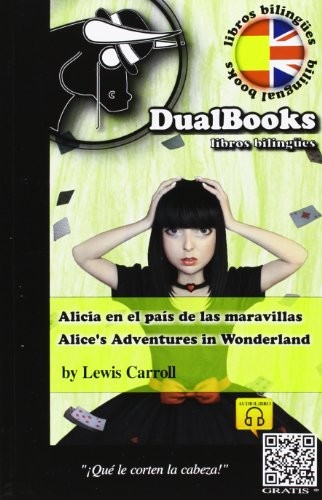 libros bilingües
bilingual books
DualBooks
libros bilingües
Alicia en el país de las maravillas
Alice's Adventures in Wonderland
by Lewis Carroll
AUDIOLIBRO
"¡Qué le corten la cabeza!"
GRATIS